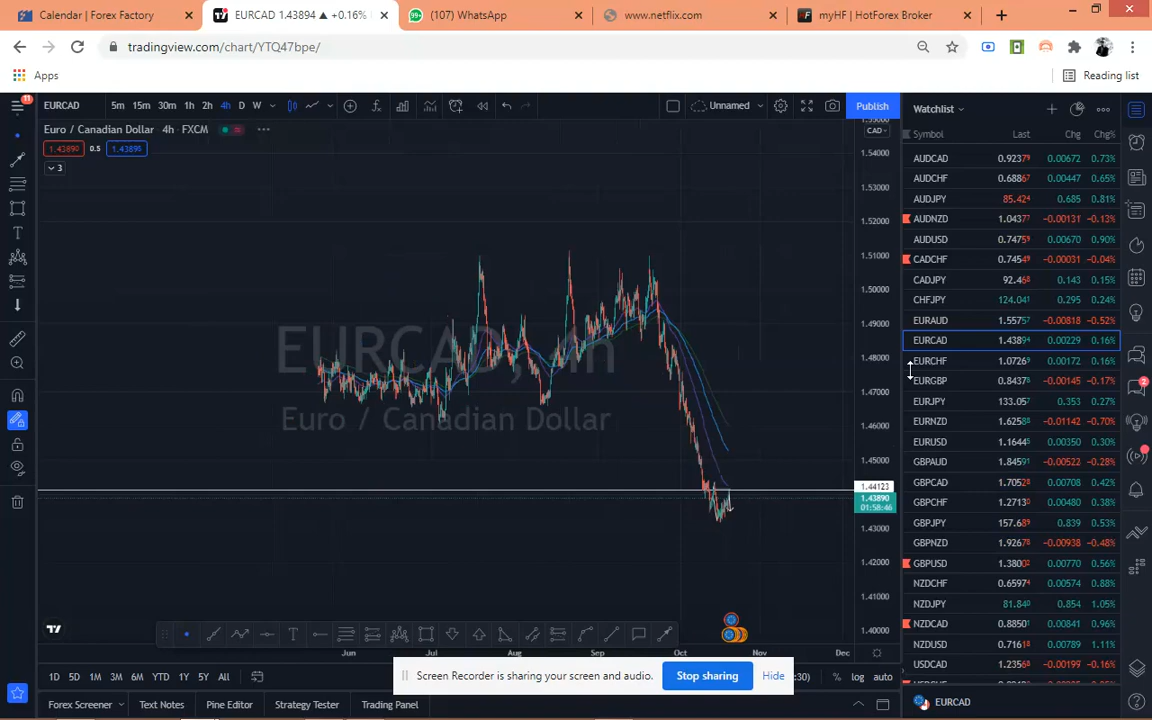 Calendar | Forex Factory
EURCAD 1.43894 ▲ +0.16%
(107) WhatsApp
www.netflix.com
myHF | HotForex Broker
tradingview.com/chart/YTQ47bpe/
Apps
Reading list
11
EURCAD 5m 15m 30m 1h 2h 4h D W
Unnamed
Publish
Watchlist
Euro / Canadian Dollar · 4h · FXCM
1.43890 0.5 1.43895
3
CAD
1.54000
1.53000
1.52000
1.51000
1.50000
1.49000
1.48000
1.47000
1.46000
1.45000
1.44123
1.43890
01:58:46
1.43000
1.42000
1.41000
1.40000
EURCAD, 4h
Euro / Canadian Dollar
Jun Jul Aug Sep Oct Nov Dec
Symbol Last Chg Chg%
AUDCAD 0.92379 0.00672 0.73%
AUDCHF 0.68867 0.00447 0.65%
AUDJPY 85.424 0.685 0.81%
AUDNZD 1.04377 −0.00131 −0.13%
AUDUSD 0.74759 0.00670 0.90%
CADCHF 0.74549 −0.00031 −0.04%
CADJPY 92.468 0.143 0.15%
CHFJPY 124.041 0.295 0.24%
EURAUD 1.55757 −0.00818 −0.52%
EURCAD 1.43894 0.00229 0.16%
EURCHF 1.07269 0.00172 0.16%
EURGBP 0.84378 −0.00145 −0.17%
EURJPY 133.057 0.353 0.27%
EURNZD 1.62588 −0.01142 −0.70%
EURUSD 1.16445 0.00350 0.30%
GBPAUD 1.84591 −0.00522 −0.28%
GBPCAD 1.70528 0.00708 0.42%
GBPCHF 1.27130 0.00480 0.38%
GBPJPY 157.689 0.839 0.53%
GBPNZD 1.92678 −0.00938 −0.48%
GBPUSD 1.38002 0.00770 0.56%
NZDCHF 0.65974 0.00574 0.88%
NZDJPY 81.840 0.854 1.05%
NZDCAD 0.88501 0.00841 0.96%
NZDUSD 0.71618 0.00788 1.11%
USDCAD 1.23568 −0.00199 −0.16%
2
1D 5D 1M 3M 6M YTD 1Y 5Y All
% log auto
Screen Recorder is sharing your screen and audio.
Stop sharing
Hide
Forex Screener Text Notes Pine Editor Strategy Tester Trading Panel
EURCAD